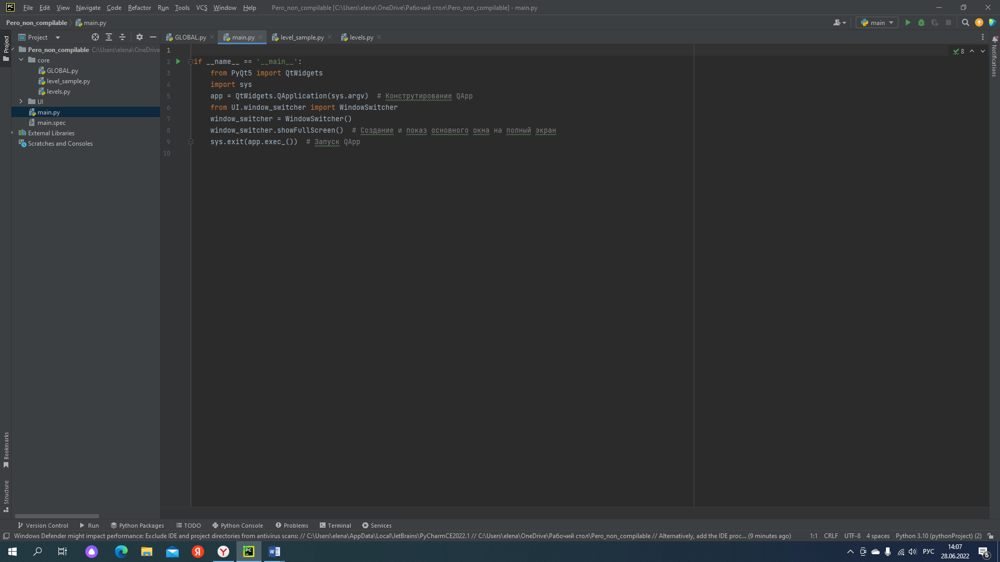 PC File Edit View Navigate Code Refactor Run Tools VCS Window Help Pero_non_compilable [C:\Users\elena\OneDrive\Рабочий стол\Pero_non_compilable] - main.py
Pero_non_compilable main.py main
Project GLOBAL.py main.py level_sample.py levels.py
Project
Pero_non_compilable C:\Users\elena\OneDrive
core
GLOBAL.py
level_sample.py
levels.py
UI
main.py
main.spec
External Libraries
Scratches and Consoles
1
2 if __name__ == '__main__':
3 from PyQt5 import QtWidgets
4 import sys
5 app = QtWidgets.QApplication(sys.argv) # Конструтирование QApp
6 from UI.window_switcher import WindowSwitcher
7 window_switcher = WindowSwitcher()
8 window_switcher.showFullScreen() # Создание и показ основного окна на полный экран
9 sys.exit(app.exec_()) # Запуск QApp
10
8
Notifications
Bookmarks
Structure
Version Control Run Python Packages TODO Python Console Problems Terminal Services
Windows Defender might impact performance: Exclude IDE and project directories from antivirus scans: // C:\Users\elena\AppData\Local\JetBrains\PyCharmCE2022.1 // C:\Users\elena\OneDrive\Рабочий стол\Pero_non_compilable // Alternatively, add the IDE proc... (9 minutes ago) 1:1 CRLF UTF-8 4 spaces Python 3.10 (pythonProject) (2)
Я Y PC W РУС 14:07
28.06.2022 6